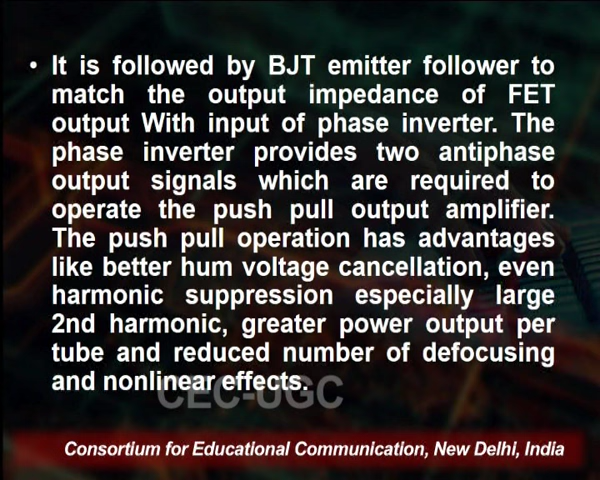 • It is followed by BJT emitter follower to
match the output impedance of FET
output With input of phase inverter. The
phase inverter provides two antiphase
output signals which are required to
operate the push pull output amplifier.
The push pull operation has advantages
like better hum voltage cancellation, even
harmonic suppression especially large
2nd harmonic, greater power output per
tube and reduced number of defocusing
and nonlinear effects.
CEC-UGC
Consortium for Educational Communication, New Delhi, India